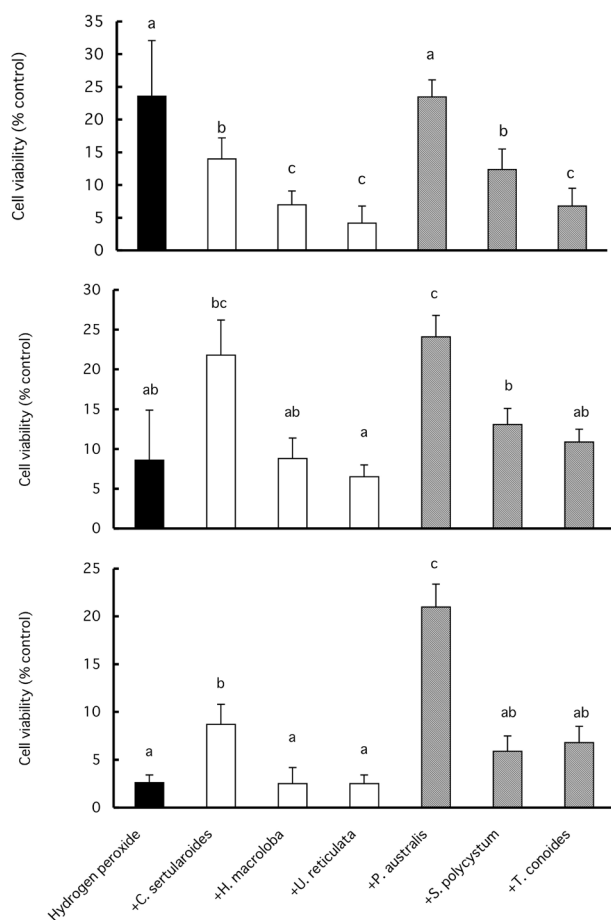 Cell viability (% control)
35
30
25
20
15
10
5
0
a
b
c
c
a
b
c
Cell viability (% control)
30
25
20
15
10
5
0
ab
bc
ab
a
c
b
ab
Cell viability (% control)
25
20
15
10
5
0
a
b
a
a
c
ab
ab
Hydrogen peroxide
+C. sertularoides
+H. macroloba
+U. reticulata
+P. australis
+S. polycystum
+T. conoides